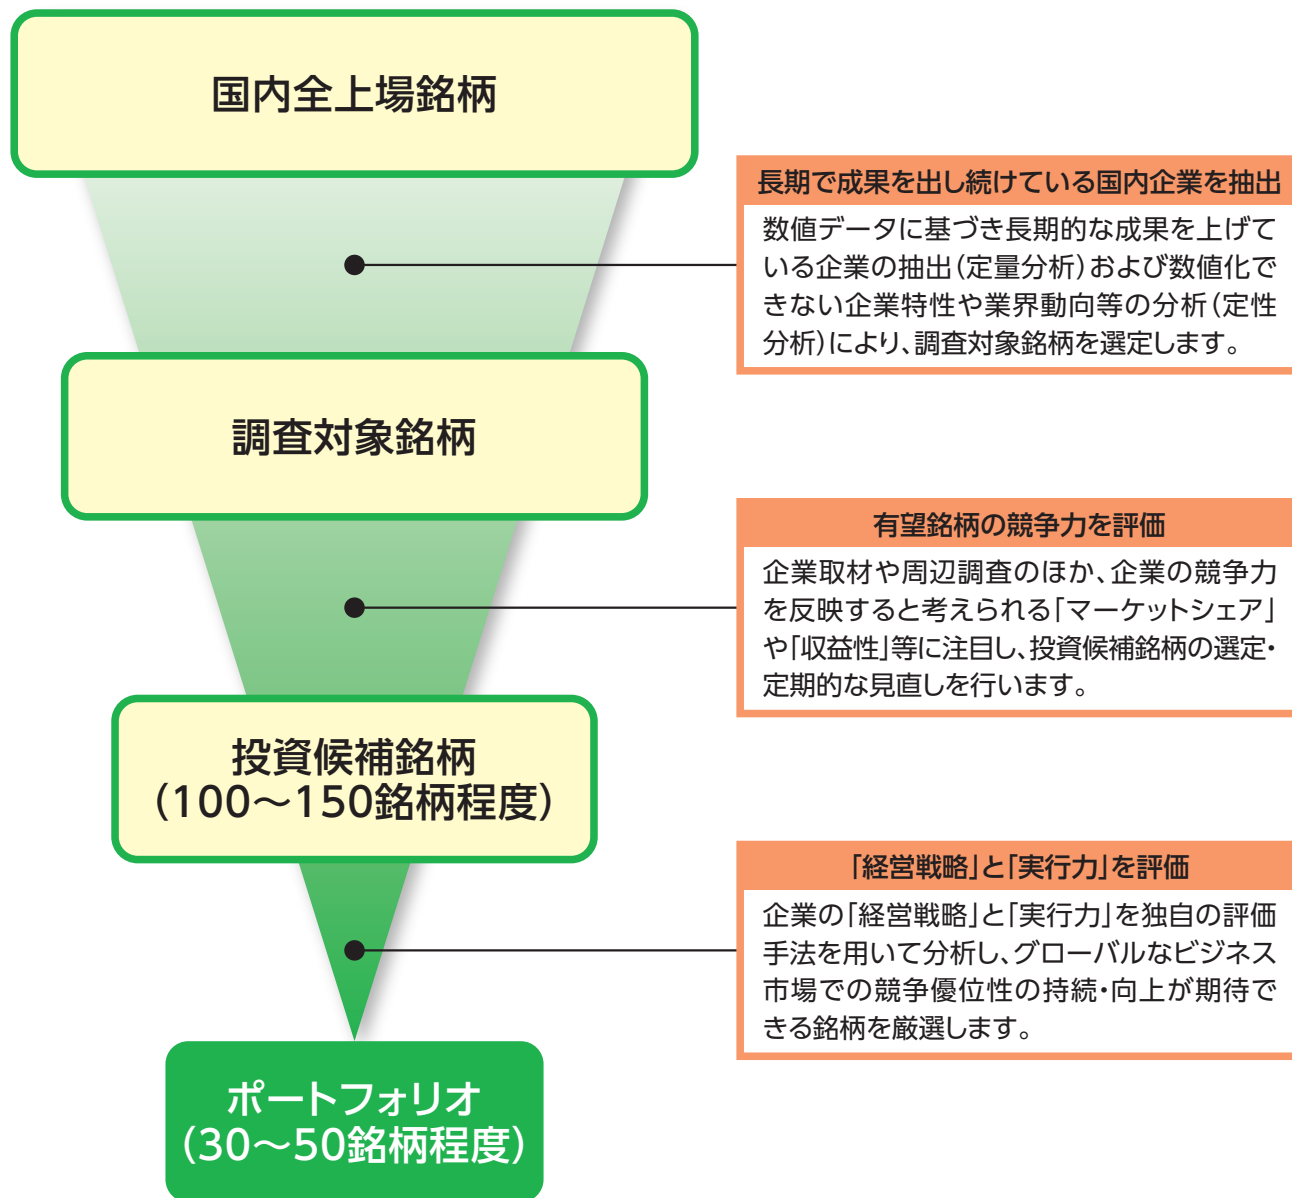 国内全上場銘柄
長期で成果を出し続けている国内企業を抽出
数値データに基づき長期的な成果を上げて
いる企業の抽出（定量分析）および数値化で
きない企業特性や業界動向等の分析（定性
分析）により、調査対象銘柄を選定します。
調査対象銘柄
有望銘柄の競争力を評価
企業取材や周辺調査のほか、企業の競争力
を反映すると考えられる「マーケットシェア」
や「収益性」等に注目し、投資候補銘柄の選定・
定期的な見直しを行います。
投資候補銘柄
（100～150銘柄程度）
「経営戦略」と「実行力」を評価
企業の「経営戦略」と「実行力」を独自の評価
手法を用いて分析し、グローバルなビジネス
市場での競争優位性の持続・向上が期待で
きる銘柄を厳選します。
ポートフォリオ
（30～50銘柄程度）